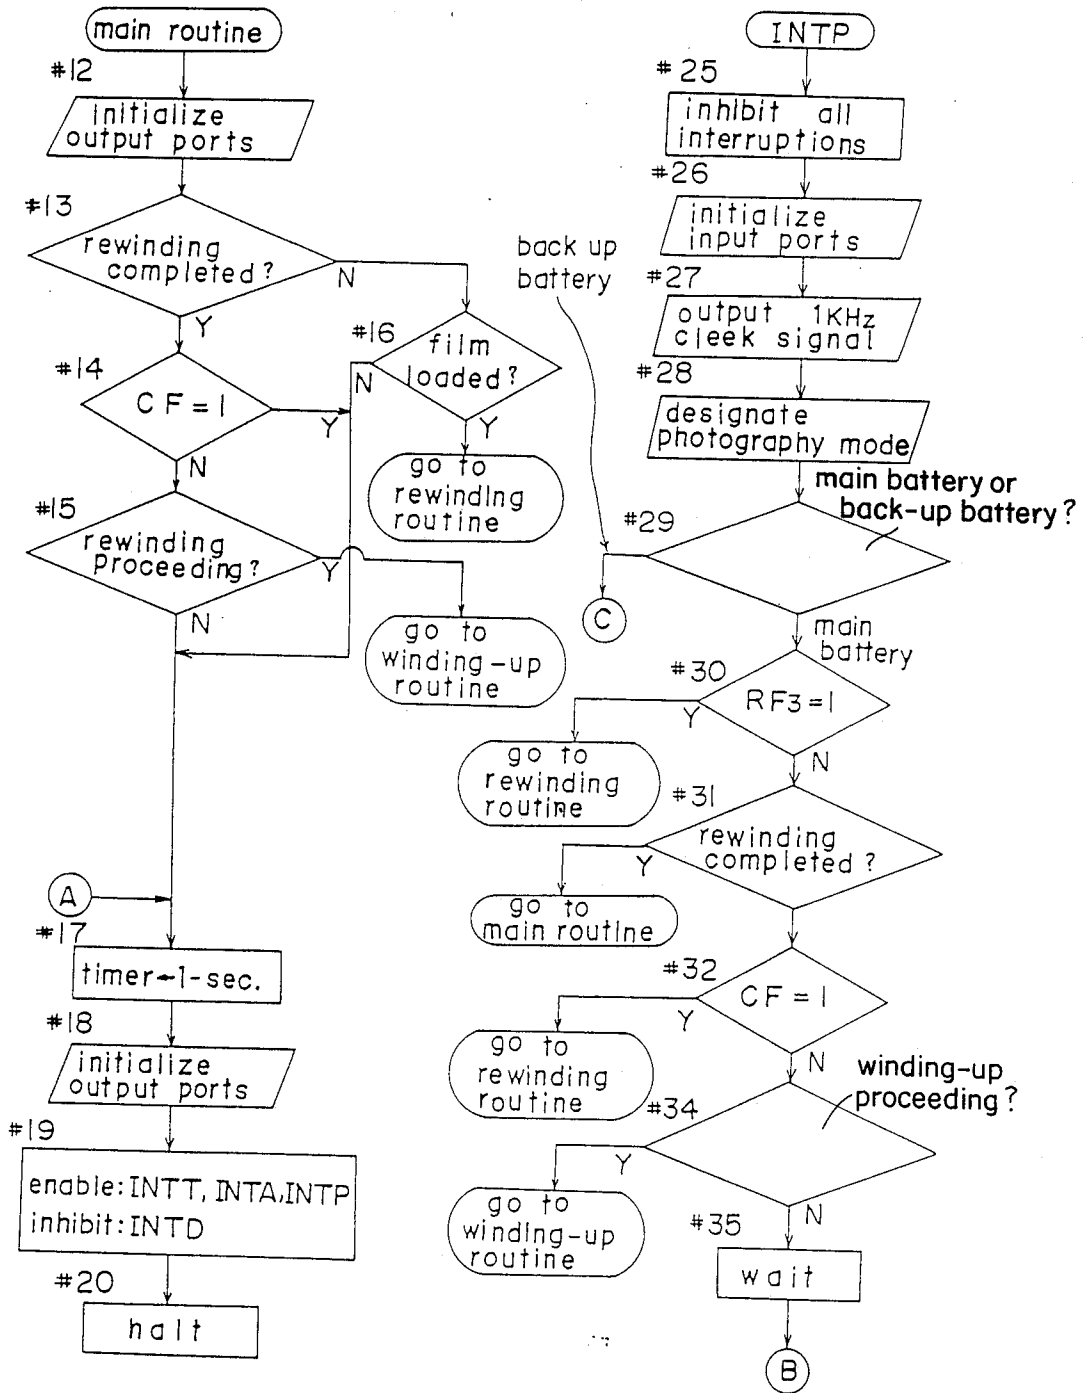 main routine
#12
initialize
output ports
#13
rewinding
completed?
N
Y
#14
CF=1
Y
N
#16
film
loaded?
N
Y
go to
rewinding
routine
#15
rewinding
proceeding?
Y
N
go to
winding-up
routine
A
#17
timer←1-sec.
#18
initialize
output ports
#19
enable:INTT, INTA,INTP
inhibit:INTD
#20
halt
INTP
#25
inhibit all
interruptions
#26
initialize
input ports
#27
output 1KHz
cleek signal
#28
designate
photography mode
main battery or
back-up battery?
#29
back up
battery
C
main
battery
#30
RF3=1
Y
N
go to
rewinding
routine
#31
rewinding
completed?
Y
go to
main routine
#32
CF=1
Y
N
go to
rewinding
routine
winding-up
proceeding?
#34
Y
N
go to
winding-up
routine
#35
wait
B